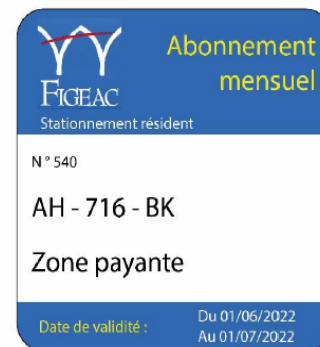 Abonnement
mensuel
FIGEAC
Stationnement résident
N° 540
AH - 716 - BK
Zone payante
Date de validité :
Du 01/06/2022
Au 01/07/2022